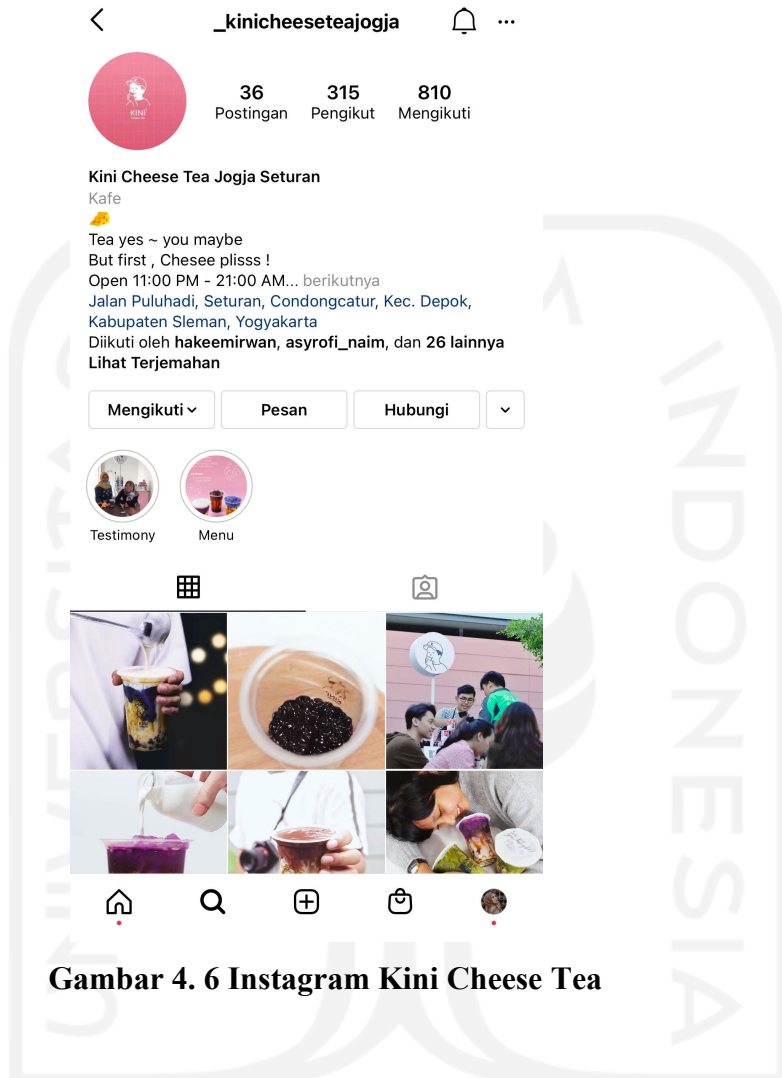 _kinicheeseteajogja
KINI
36 315 810
Postingan Pengikut Mengikuti
Kini Cheese Tea Jogja Seturan
Kafe
Tea yes ~ you maybe
But first , Chesee plisss !
Open 11:00 PM - 21:00 AM... berikutnya
Jalan Puluhadi, Seturan, Condongcatur, Kec. Depok,
Kabupaten Sleman, Yogyakarta
Diikuti oleh hakeemirwan, asyrofi_naim, dan 26 lainnya
Lihat Terjemahan
Mengikuti Pesan Hubungi
Testimony Menu
Gambar 4. 6 Instagram Kini Cheese Tea
INDONESIA